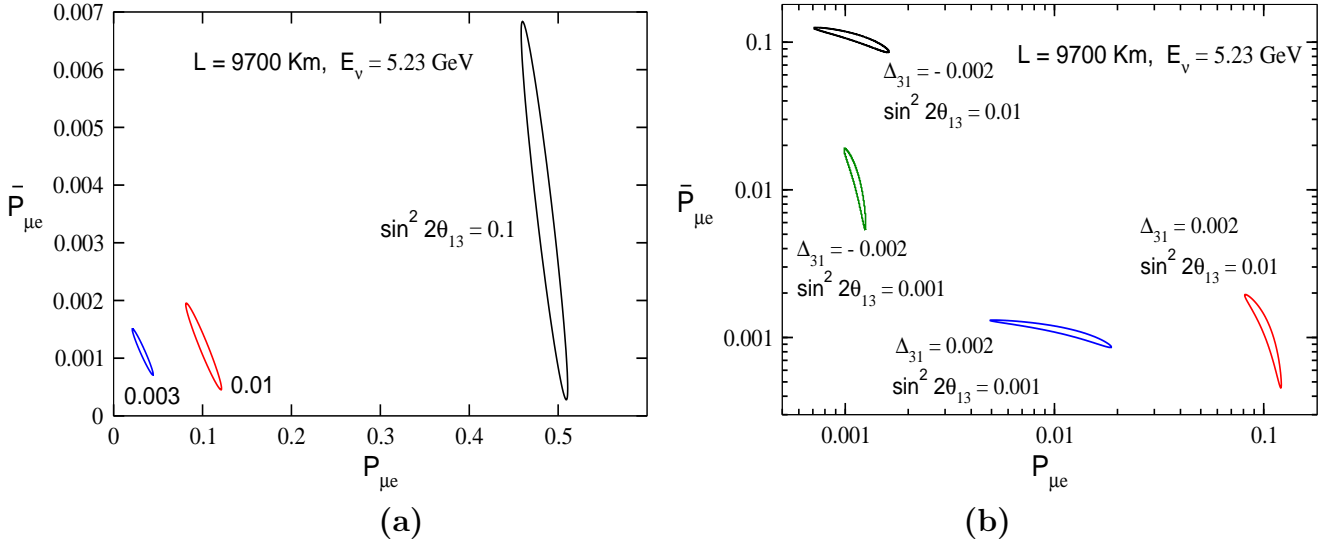 0.007
0.006
0.005
0.004
0.003
0.002
0.001
0
P̄μe
L = 9700 Km, Eν = 5.23 GeV
sin² 2θ13 = 0.1
0.003
0.01
0 0.1 0.2 0.3 0.4 0.5
Pμe
(a)
0.1
0.01
0.001
P̄μe
L = 9700 Km, Eν = 5.23 GeV
Δ31 = - 0.002
sin² 2θ13 = 0.01
Δ31 = - 0.002
sin² 2θ13 = 0.001
Δ31 = 0.002
sin² 2θ13 = 0.01
Δ31 = 0.002
sin² 2θ13 = 0.001
0.001 0.01 0.1
Pμe
(b)